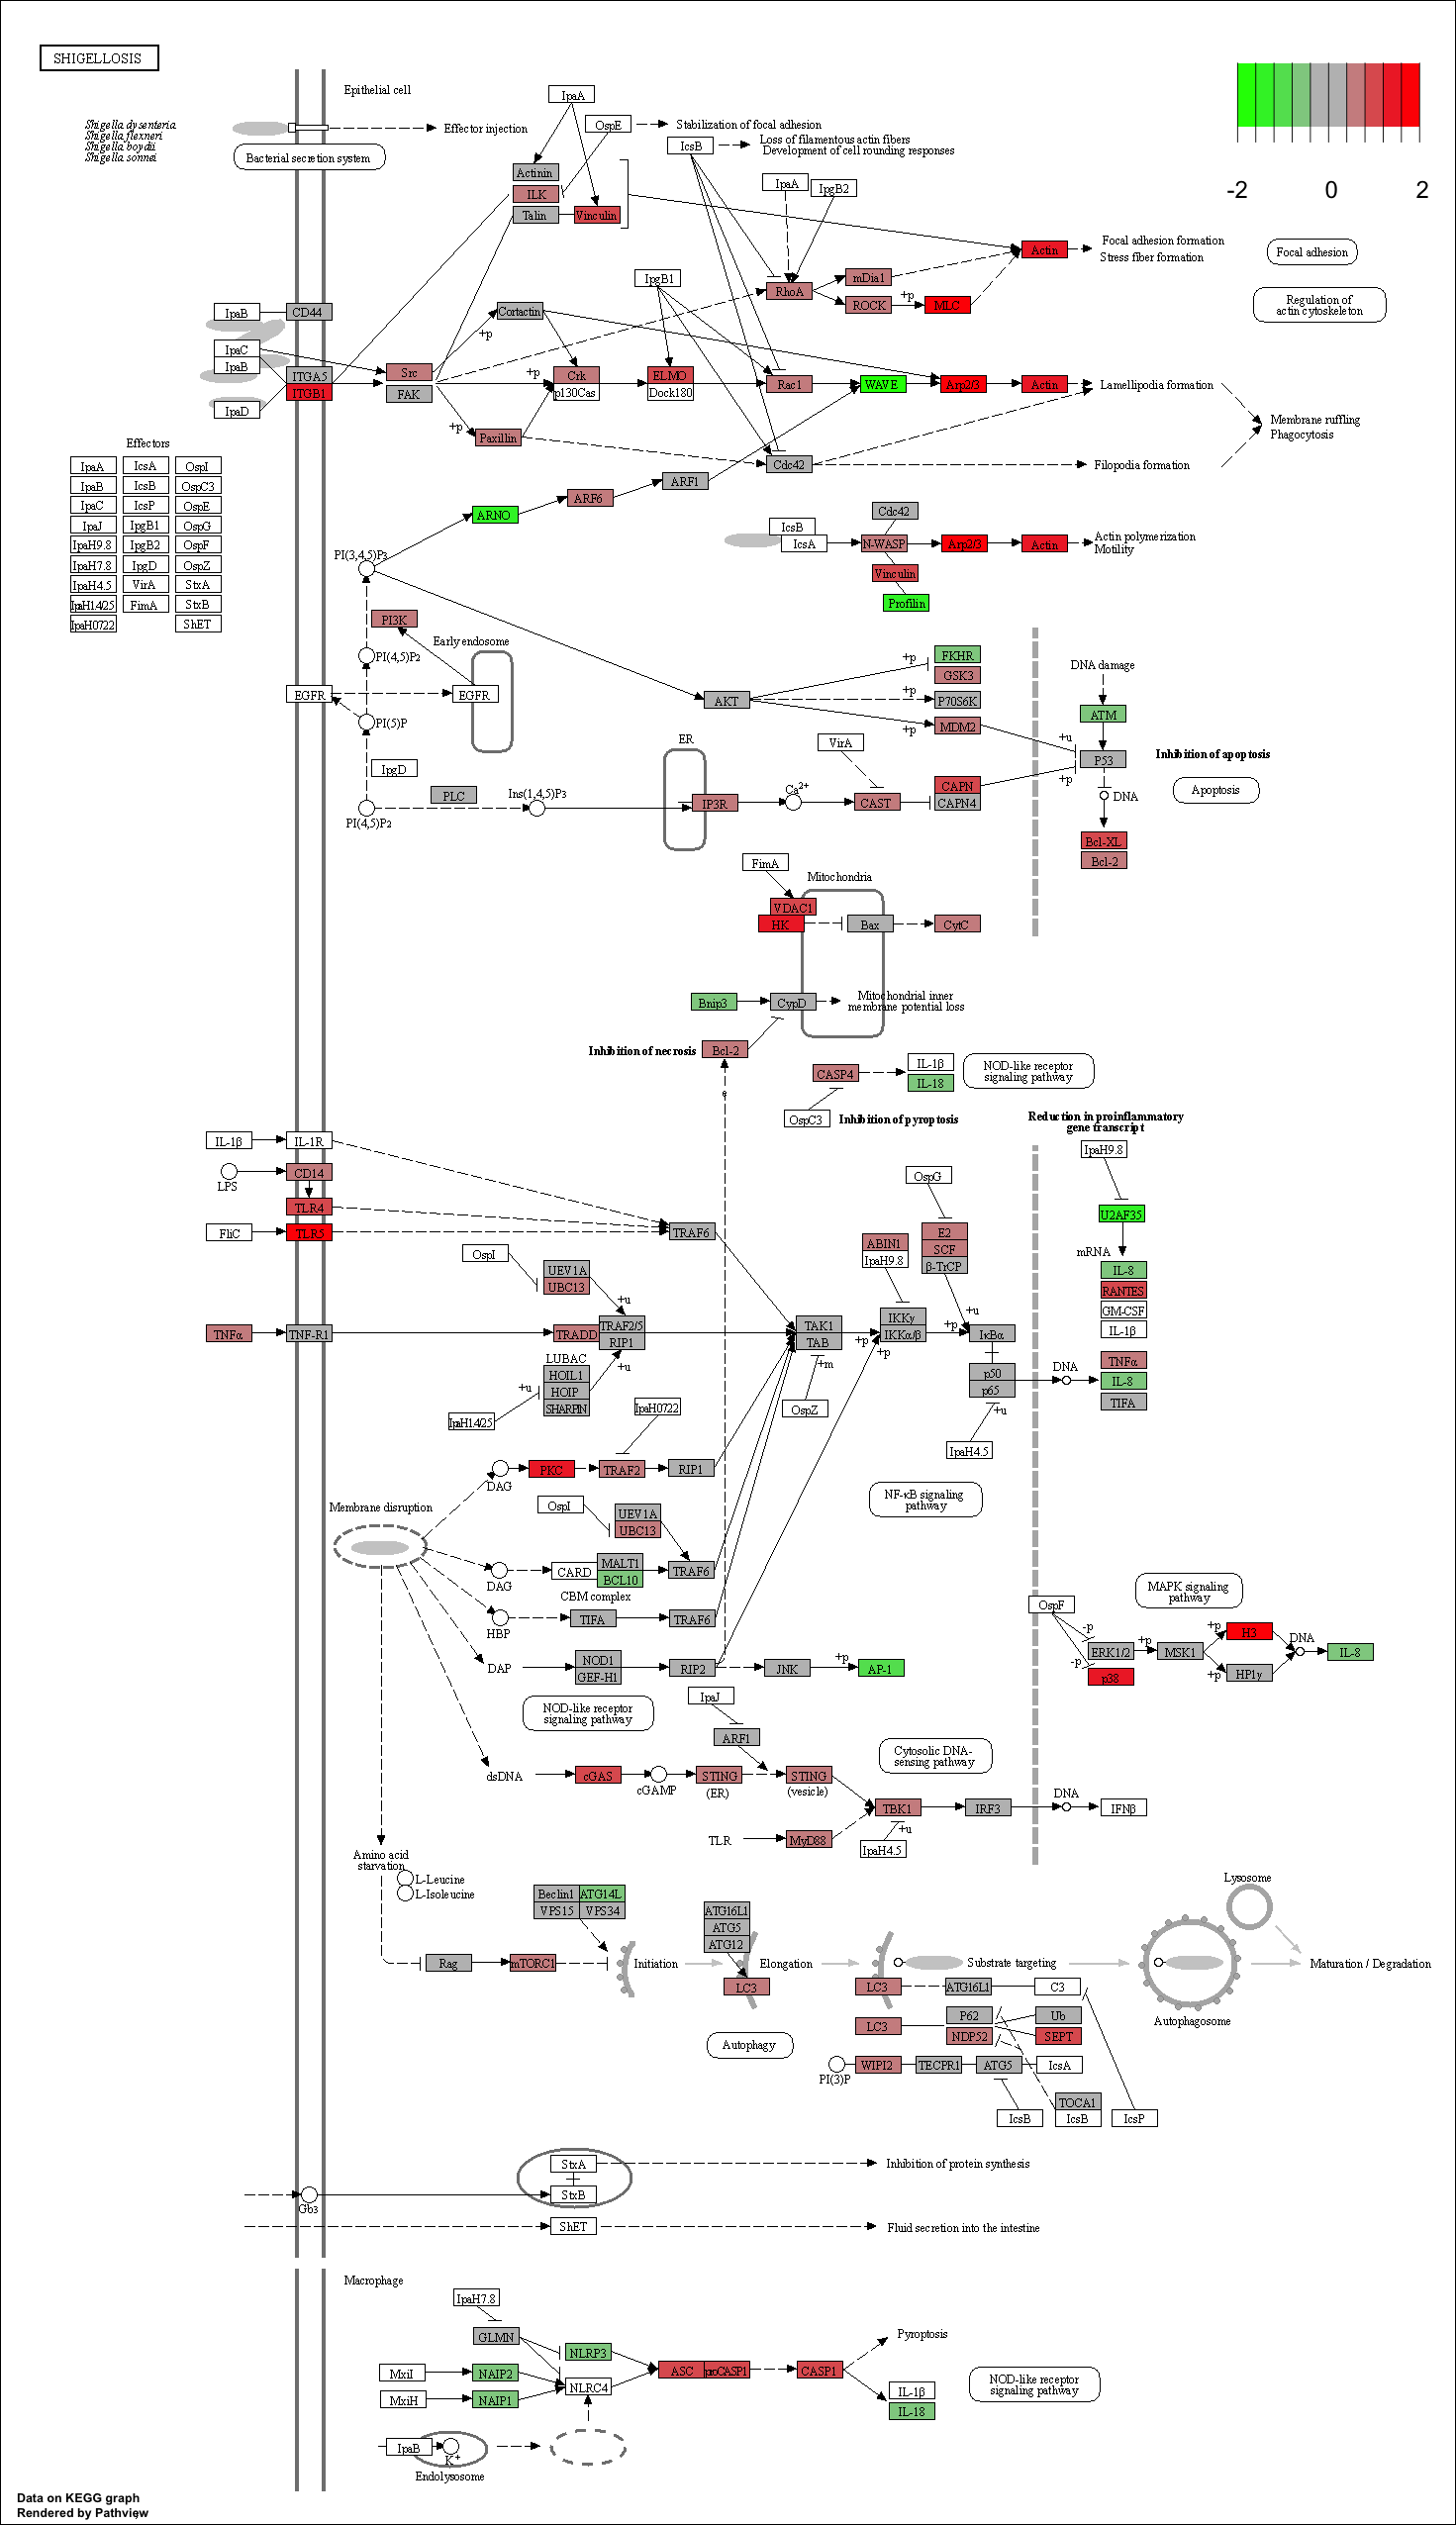 SHIGELLOSIS
-2
0
2
Epithelial cell
Shigella dysenteria
Shigella flexneri
Shigella boydii
Shigella sonnei
Effector injection
Bacterial secretion system
IpaA
OspE
Stabilization of focal adhesion
IcsB
Loss of filamentous actin fibers
Development of cell rounding responses
Actinin
ILK
Talin
Vinculin
IpaA
IpgB2
Actin
Focal adhesion formation
Stress fiber formation
Focal adhesion
RhoA
mDia1
ROCK
+p
MLC
Regulation of
actin cytoskeleton
IpgB1
IpaB
CD44
Cortactin
+p
IpaC
IpaB
ITGA5
ITGB1
IpaD
Src
FAK
+p
Crk
p130Cas
ELMO
Dock180
Rac1
WAVE
Arp2/3
Actin
Lamellipodia formation
+p
Paxillin
Cdc42
Filopodia formation
Membrane ruffling
Phagocytosis
ARF1
ARF6
ARNO
Effectors
IpaA
IcsA
OspI
IpaB
IcsB
OspC3
IpaC
IcsP
OspE
IpaJ
IpgB1
OspG
IpaH9.8
IpgB2
OspF
IpaH7.8
IpgD
OspZ
IpaH4.5
VirA
StxA
IpaH14/25
FimA
StxB
IpaH0722
ShET
Cdc42
IcsB
IcsA
N-WASP
Arp2/3
Actin
Actin polymerization
Motility
Vinculin
Profilin
PI(3,4,5)P3
PI3K
Early endosome
PI(4,5)P2
EGFR
EGFR
PI(5)P
IpgD
PI(4,5)P2
PLC
Ins(1,4,5)P3
AKT
+p
FKHR
GSK3
+p
P70S6K
+p
MDM2
DNA damage
ATM
+u
P53
+p
Inhibition of apoptosis
Apoptosis
DNA
Bcl-XL
Bcl-2
ER
IP3R
Ca2+
VirA
CAST
CAPN
CAPN4
FimA
Mitochondria
VDAC1
HK
Bax
CytC
Bnip3
CypD
Mitochondrial inner
membrane potential loss
Inhibition of necrosis
Bcl-2
e
CASP4
IL-1β
IL-18
NOD-like receptor
signaling pathway
OspC3
Inhibition of pyroptosis
Reduction in proinflammatory
gene transcript
IpaH9.8
U2AF35
mRNA
IL-8
RANTES
GM-CSF
IL-1β
IL-1β
IL-1R
LPS
CD14
TLR4
FliC
TLR5
TRAF6
OspG
E2
SCF
β-TrCP
ABIN1
IpaH9.8
OspI
UEV1A
UBC13
+u
TNFα
TNF-R1
TRADD
TRAF2/5
RIP1
+u
LUBAC
HOIL1
HOIP
SHARPIN
+u
IpaH14/25
TAK1
TAB
+m
OspZ
+p
+p
IKKγ
IKKα/β
+p
+u
IκBα
p50
p65
+u
IpaH4.5
DNA
TNFα
IL-8
TIFA
IpaH0722
DAG
PKC
TRAF2
RIP1
NF-κB signaling
pathway
Membrane disruption
OspI
UEV1A
UBC13
DAG
CARD
MALT1
BCL10
TRAF6
CBM complex
HBP
TIFA
TRAF6
DAP
NOD1
GEF-H1
RIP2
JNK
+p
AP-1
NOD-like receptor
signaling pathway
MAPK signaling
pathway
OspF
-p
-p
ERK1/2
p38
+p
MSK1
+p
H3
+p
HP1γ
DNA
IL-8
IpaJ
ARF1
dsDNA
cGAS
cGAMP
STING
(ER)
STING
(vesicle)
Cytosolic DNA-
sensing pathway
TBK1
IRF3
DNA
IFNβ
TLR
MyD88
+u
IpaH4.5
Amino acid
starvation
L-Leucine
L-Isoleucine
Rag
mTORC1
Beclin1
ATG14L
VPS15
VPS34
Initiation
ATG16L1
ATG5
ATG12
LC3
Elongation
Autophagy
Substrate targeting
LC3
ATG16L1
C3
LC3
P62
NDP52
Ub
SEPT
PI(3)P
WIPI2
TECPR1
ATG5
IcsA
TOCA1
IcsB
IcsB
IcsP
Lysosome
Autophagosome
Maturation / Degradation
StxA
StxB
Inhibition of protein synthesis
Gb3
ShET
Fluid secretion into the intestine
Macrophage
IpaH7.8
GLMN
NLRP3
MxiI
NAIP2
NLRC4
MxiH
NAIP1
ASC
proCASP1
CASP1
Pyroptosis
IL-1β
IL-18
NOD-like receptor
signaling pathway
IpaB
K+
Endolysosome
Data on KEGG graph
Rendered by Pathview